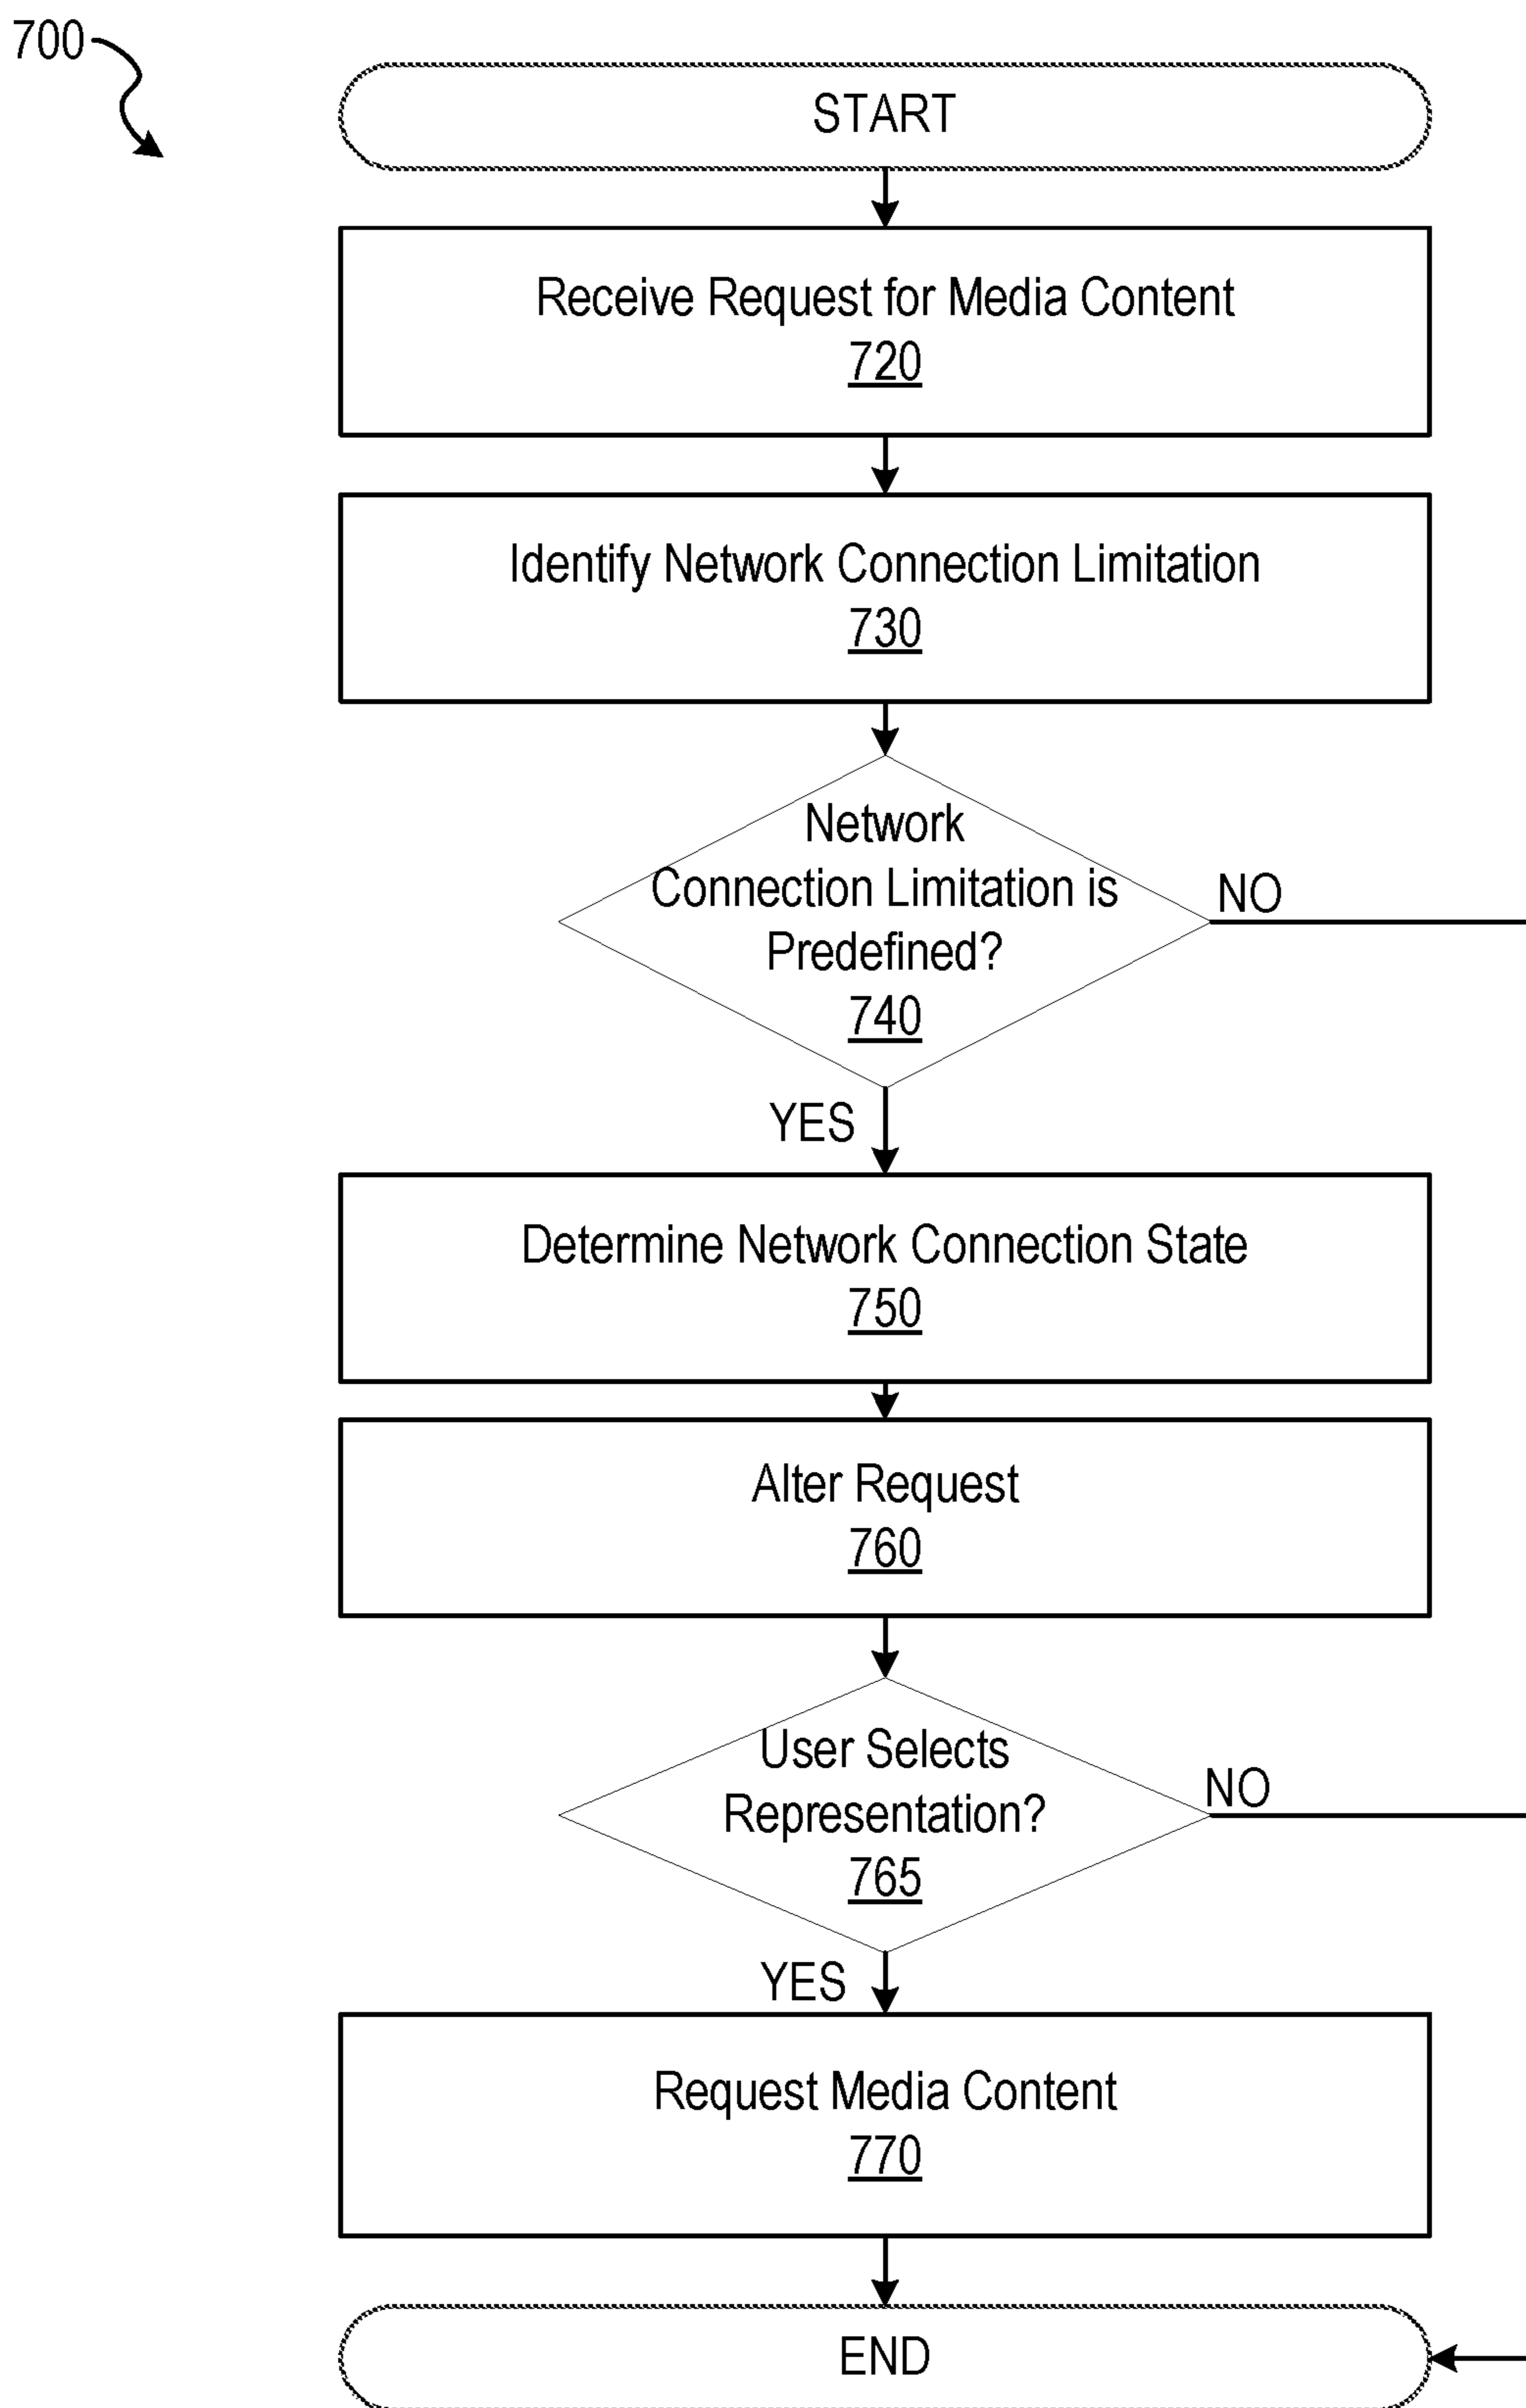 700
START
Receive Request for Media Content
720
Identify Network Connection Limitation
730
Network
Connection Limitation is
Predefined?
740
NO
YES
Determine Network Connection State
750
Alter Request
760
User Selects
Representation?
765
NO
YES
Request Media Content
770
END